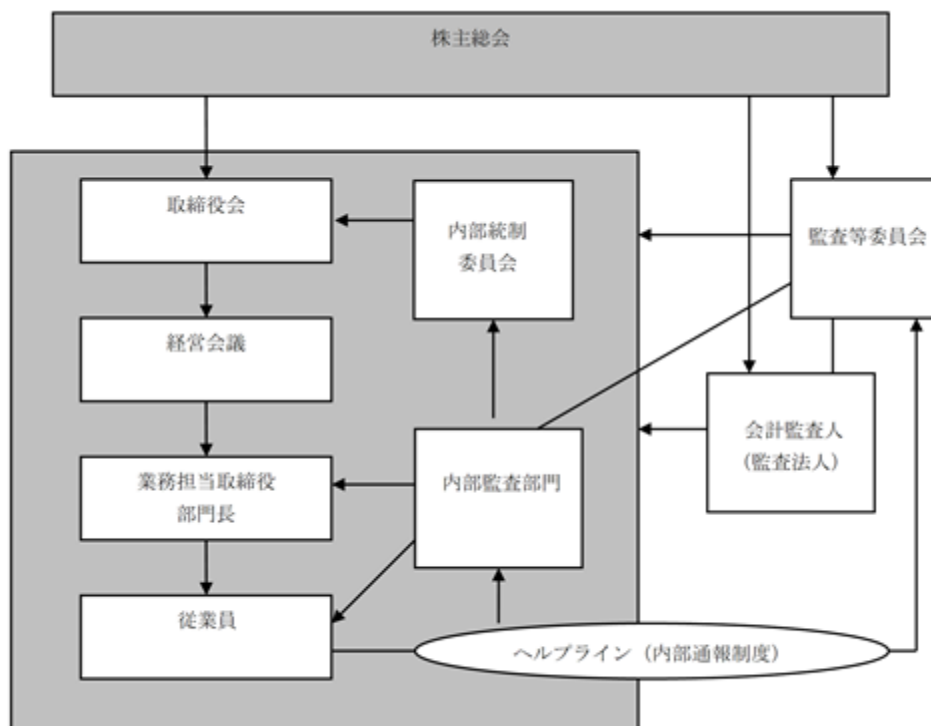 株主総会
取締役会
内部統制
委員会
監査等委員会
経営会議
会計監査人
(監査法人)
業務担当取締役
部門長
内部監査部門
従業員
ヘルプライン（内部通報制度）